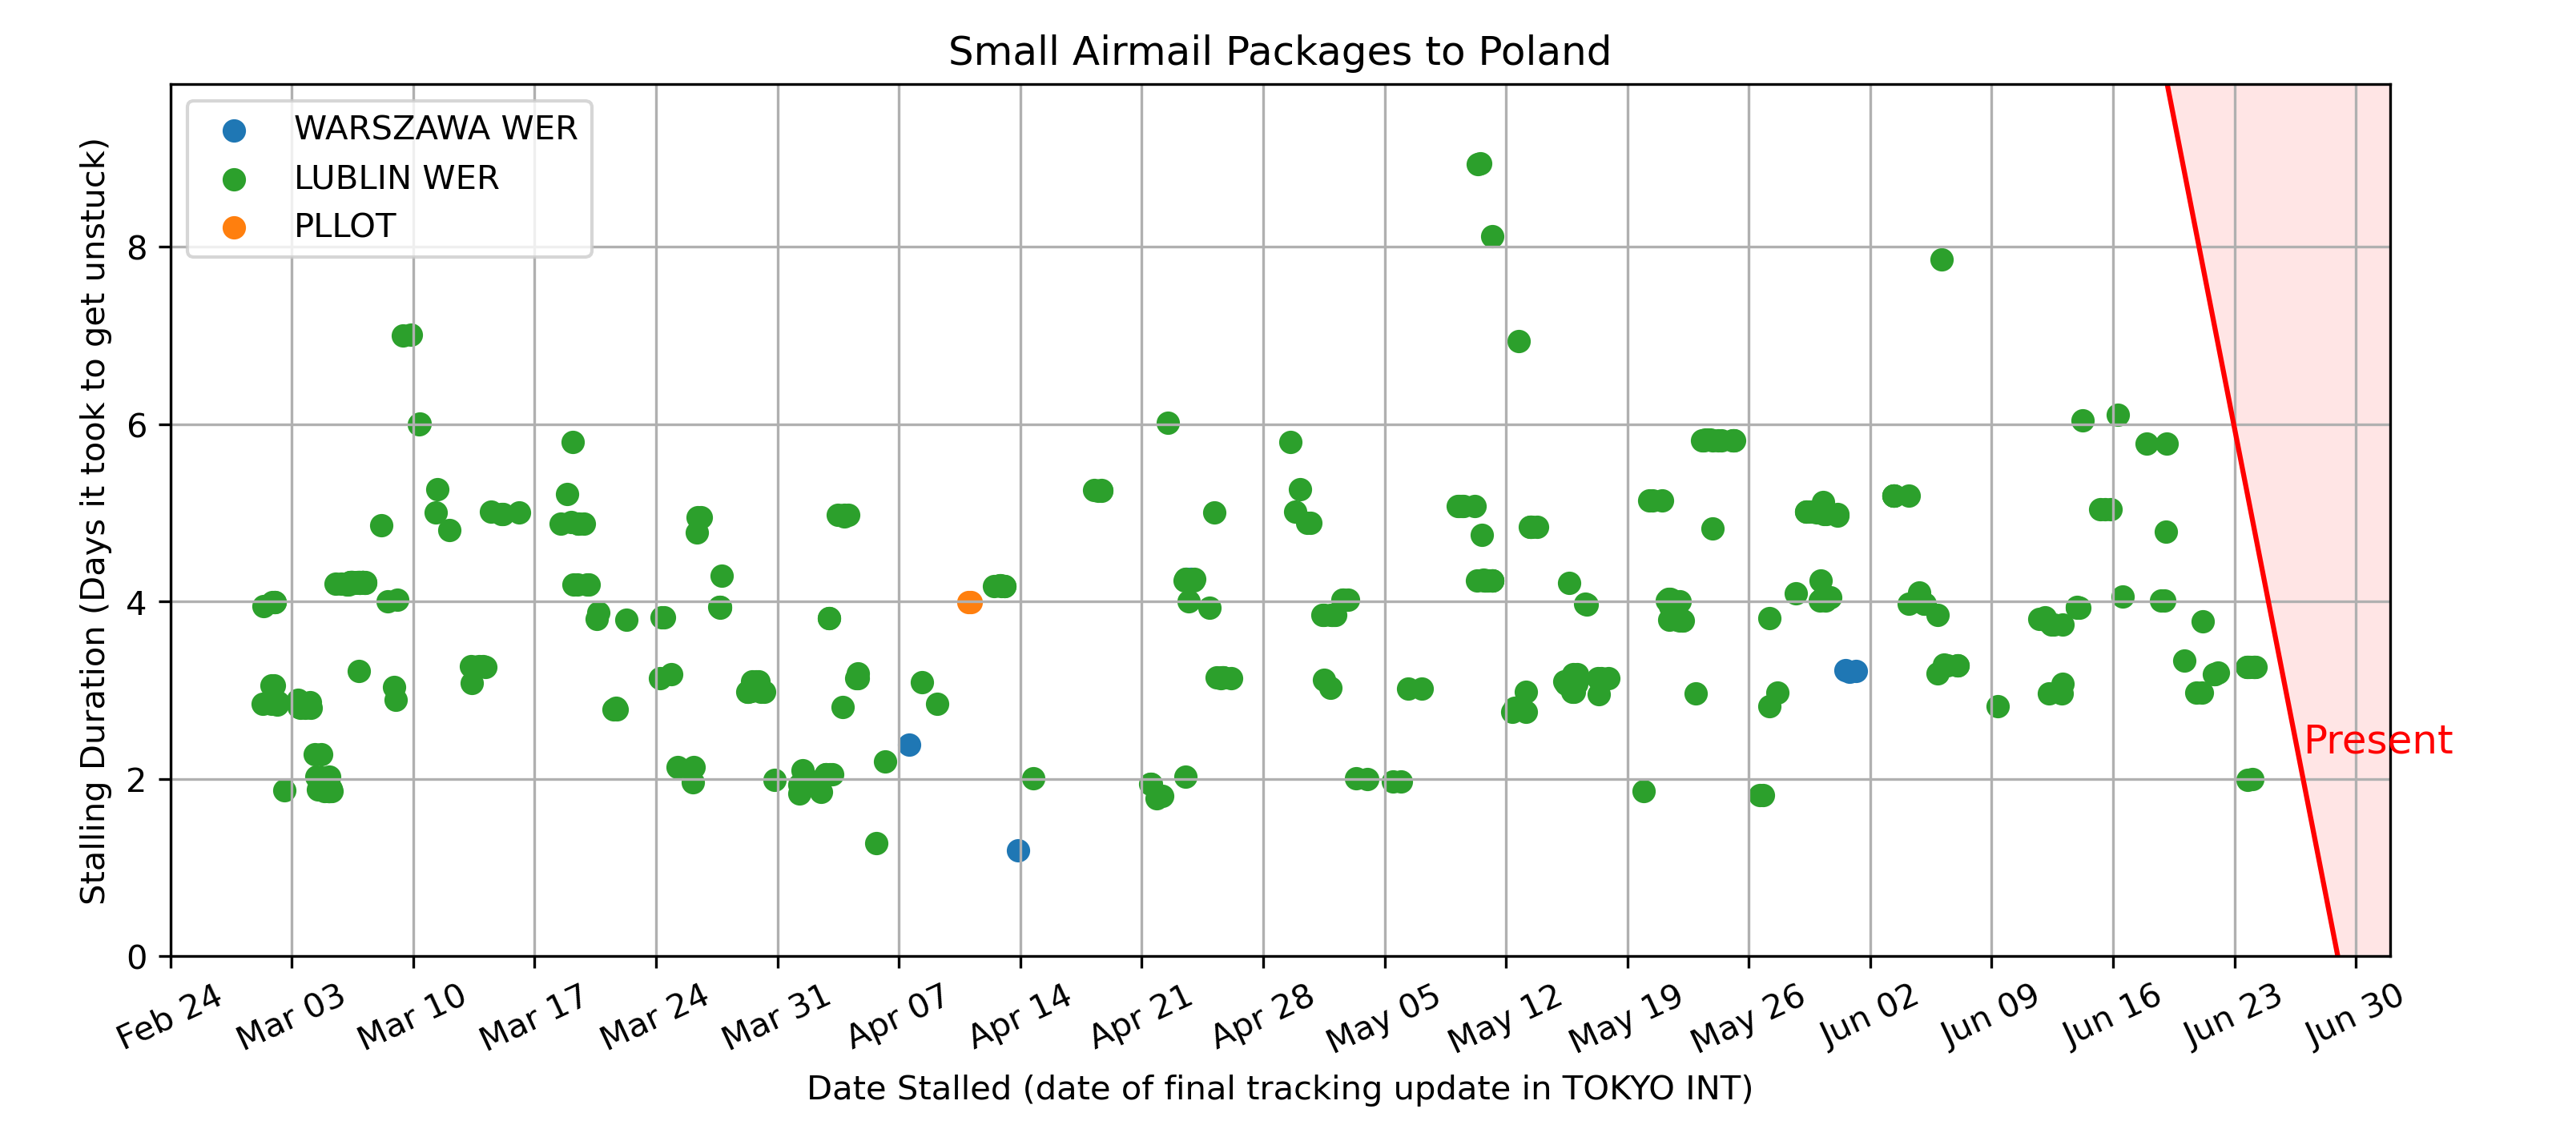 Small Airmail Packages to Poland
WARSZAWA WER
LUBLIN WER
PLLOT
Stalling Duration (Days it took to get unstuck)
8
6
4
2
0
Present
Feb 24
Mar 03
Mar 10
Mar 17
Mar 24
Mar 31
Apr 07
Apr 14
Apr 21
Apr 28
May 05
May 12
May 19
May 26
Jun 02
Jun 09
Jun 16
Jun 23
Jun 30
Date Stalled (date of final tracking update in TOKYO INT)